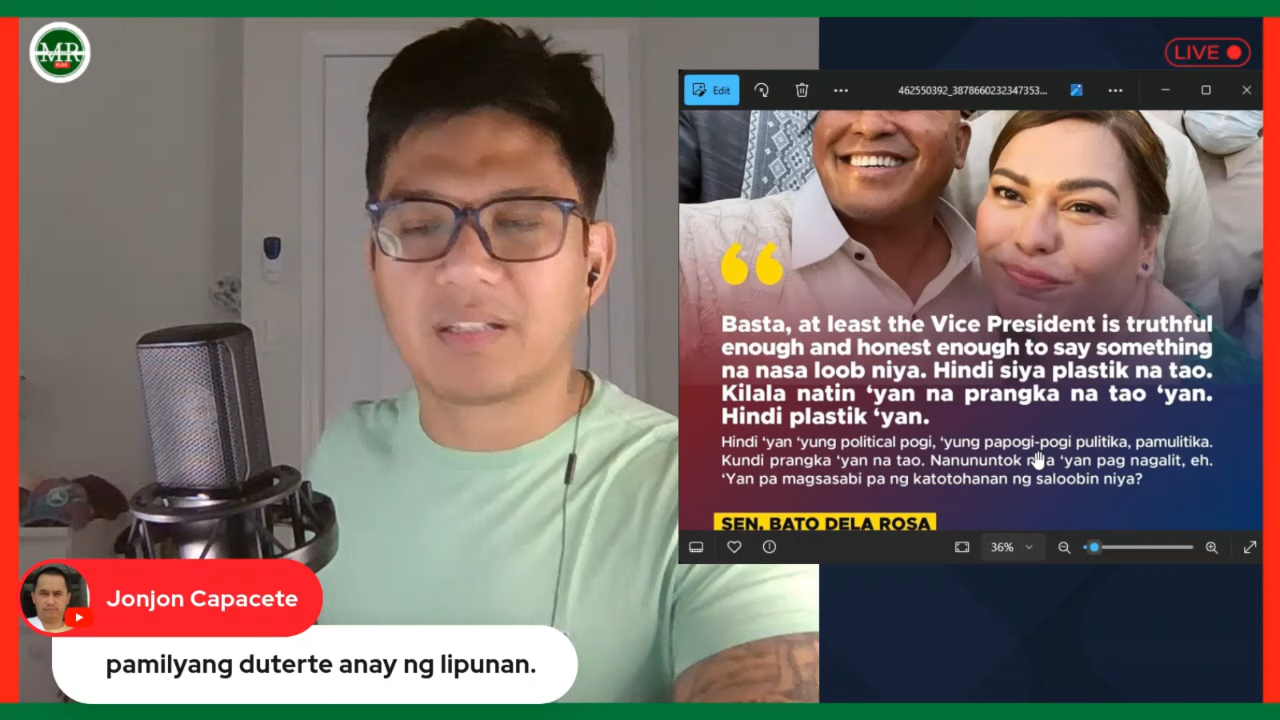 MR
LIVE
Edit
462550392_3878660232347353...
Basta, at least the Vice President is truthful
enough and honest enough to say something
na nasa loob niya. Hindi siya plastik na tao.
Kilala natin ‘yan na prangka na tao ‘yan.
Hindi plastik ‘yan.
Hindi ‘yan ‘yung political pogi, ‘yung papogi-pogi pulitika, pamulitika.
Kundi prangka ‘yan na tao. Nanununtok ‘yan pag nagalit, eh.
‘Yan pa magsasabi pa ng katotohanan ng saloobin niya?
SEN. BATO DELA ROSA
36%
Jonjon Capacete
pamilyang duterte anay ng lipunan.